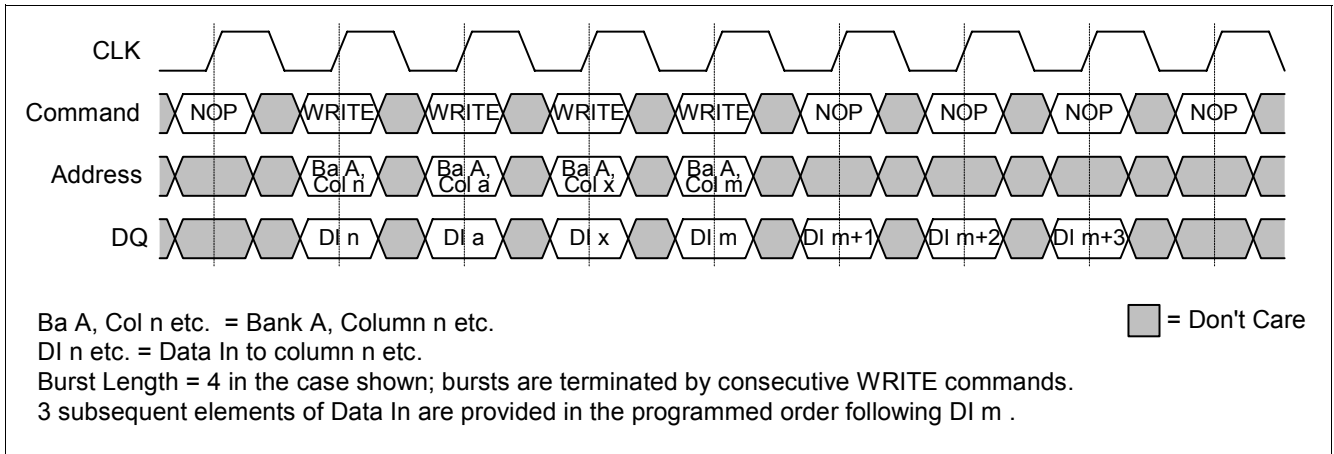 CLK
Command NOP WRITE WRITE WRITE WRITE NOP NOP NOP NOP
Address Ba A, Col n Ba A, Col a Ba A, Col x Ba A, Col m
DQ DI n DI a DI x DI m DI m+1 DI m+2 DI m+3
Ba A, Col n etc. = Bank A, Column n etc.
= Don't Care
DI n etc. = Data In to column n etc.
Burst Length = 4 in the case shown; bursts are terminated by consecutive WRITE commands.
3 subsequent elements of Data In are provided in the programmed order following DI m .